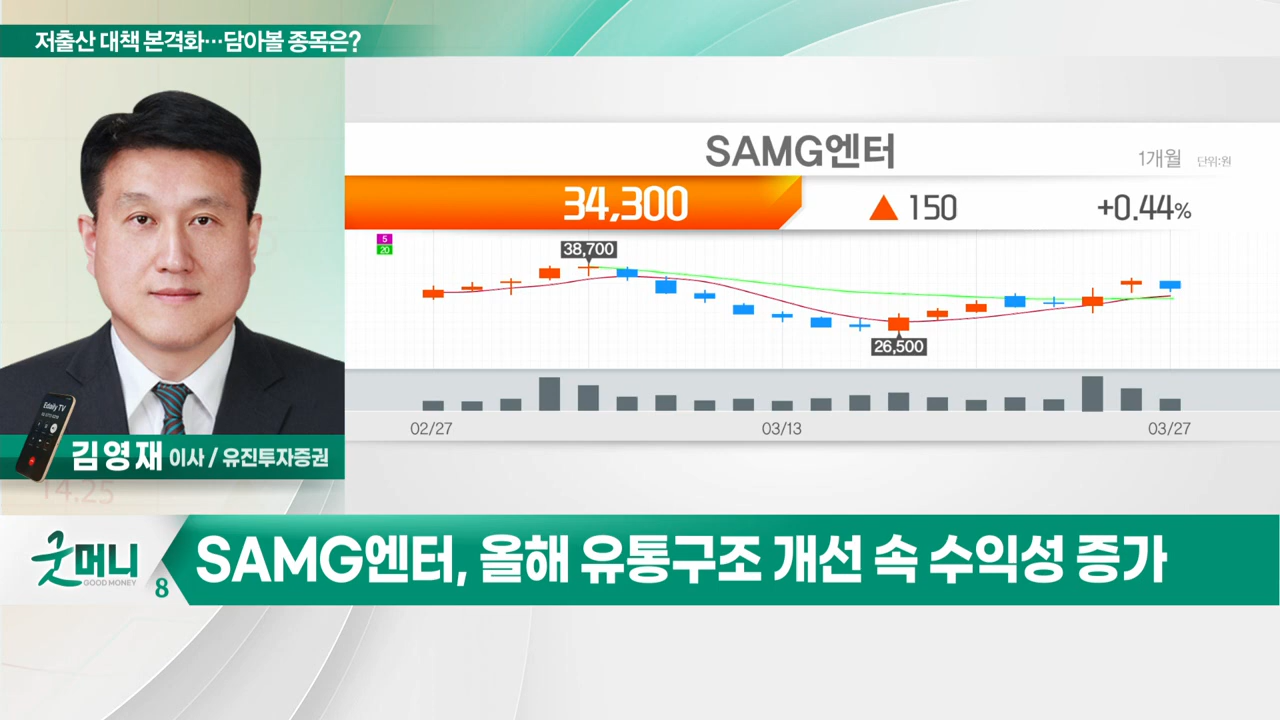 저출산 대책 본격화…담아볼 종목은?
SAMG엔터
1개월 단위:원
34,300 ▲ 150 +0.44%
5
20
38,700
26,500
02/27 03/13 03/27
Edaily TV
김영재 이사 / 유진투자증권
14.25
굿머니
GOOD MONEY
8
SAMG엔터, 올해 유통구조 개선 속 수익성 증가